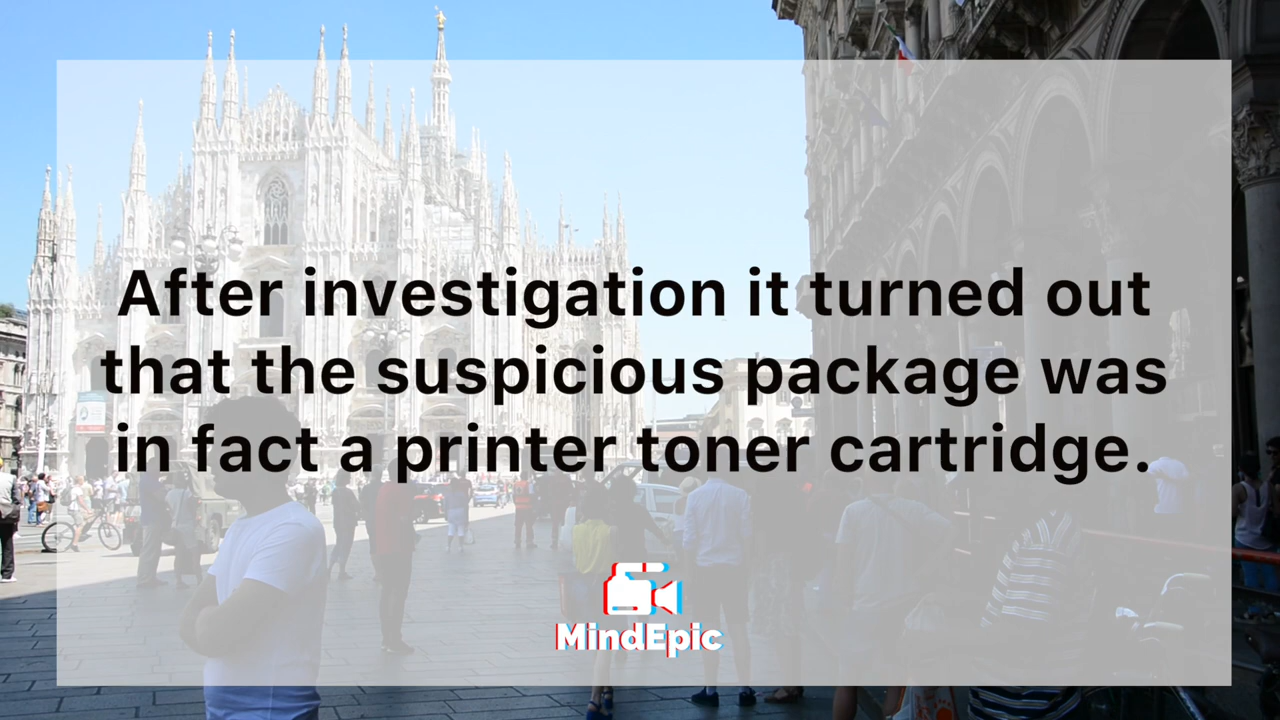 After investigation it turned out
that the suspicious package was
in fact a printer toner cartridge.
MindEpic